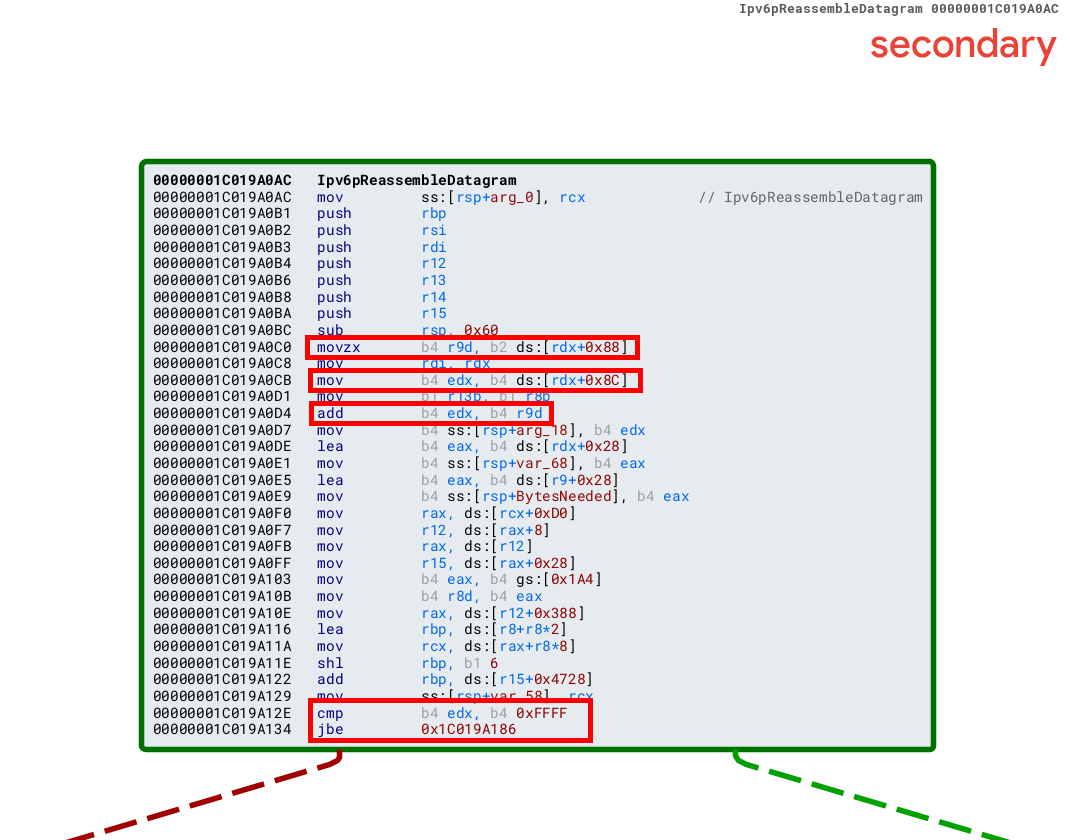 Ipv6pReassembleDatagram 00000001C019A0AC
secondary
00000001C019A0AC Ipv6pReassembleDatagram
00000001C019A0AC mov ss:[rsp+arg_0], rcx // Ipv6pReassembleDatagram
00000001C019A0B1 push rbp
00000001C019A0B2 push rsi
00000001C019A0B3 push rdi
00000001C019A0B4 push r12
00000001C019A0B6 push r13
00000001C019A0B8 push r14
00000001C019A0BA push r15
00000001C019A0BC sub rsp, 0x60
00000001C019A0C0 movzx b4 r9d, b2 ds:[rdx+0x88]
00000001C019A0C8 mov rdi, rdx
00000001C019A0CB mov b4 edx, b4 ds:[rdx+0x8C]
00000001C019A0D1 mov b1 r13b, b1 r8b
00000001C019A0D4 add b4 edx, b4 r9d
00000001C019A0D7 mov b4 ss:[rsp+arg_18], b4 edx
00000001C019A0DE lea b4 eax, b4 ds:[rdx+0x28]
00000001C019A0E1 mov b4 ss:[rsp+var_68], b4 eax
00000001C019A0E5 lea b4 eax, b4 ds:[r9+0x28]
00000001C019A0E9 mov b4 ss:[rsp+BytesNeeded], b4 eax
00000001C019A0F0 mov rax, ds:[rcx+0xD0]
00000001C019A0F7 mov r12, ds:[rax+8]
00000001C019A0FB mov rax, ds:[r12]
00000001C019A0FF mov r15, ds:[rax+0x28]
00000001C019A103 mov b4 eax, b4 gs:[0x1A4]
00000001C019A10B mov b4 r8d, b4 eax
00000001C019A10E mov rax, ds:[r12+0x388]
00000001C019A116 lea rbp, ds:[r8+r8*2]
00000001C019A11A mov rcx, ds:[rax+r8*8]
00000001C019A11E shl rbp, b1 6
00000001C019A122 add rbp, ds:[r15+0x4728]
00000001C019A129 mov ss:[rsp+var_58], rcx
00000001C019A12E cmp b4 edx, b4 0xFFFF
00000001C019A134 jbe 0x1C019A186